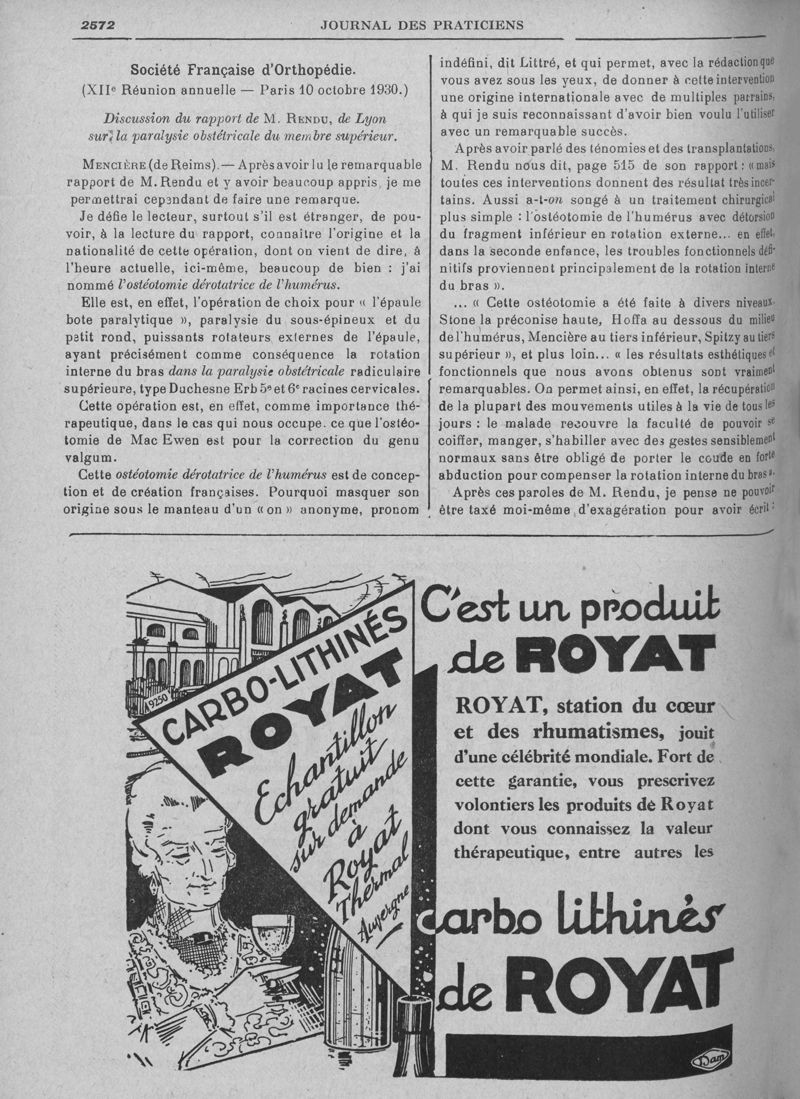 2572
JOURNAL DES PRATICIENS
Société Française d'Orthopédie.
(XIIe Réunion annuelle — Paris 10 octobre 1930.)
Discussion du rapport de M. RENDU, de Lyon
sur la paralysie obstétricale du membre supérieur.
MENCIÈRE (de Reims). — Après avoir lu le remarquable
rapport de M. Rendu et y avoir beaucoup appris, je me
permettrai cependant de faire une remarque.
Je défie le lecteur, surtout s'il est étranger, de pou-
voir, à la lecture du rapport, connaître l'origine et la
nationalité de cette opération, dont on vient de dire, à
l'heure actuelle, ici-même, beaucoup de bien : j'ai
nommé l'ostéotomie dérotatrice de l'humérus.
Elle est, en effet, l'opération de choix pour « l'épaule
bote paralytique », paralysie du sous-épineux et du
petit rond, puissants rotateurs externes de l'épaule,
ayant précisément comme conséquence la rotation
interne du bras dans la paralysie obstétricale radiculaire
supérieure, type Duchesne Erb 5e et 6e racines cervicales.
Cette opération est, en effet, comme importance thé-
rapeutique, dans le cas qui nous occupe. ce que l'ostéo-
tomie de Mac Ewen est pour la correction du genu
valgum.
Cette ostéotomie dérotatrice de l'humérus est de concep-
tion et de création françaises. Pourquoi masquer son
origine sous le manteau d'un « on » anonyme, pronom
indéfini, dit Littré, et qui permet, avec la rédaction que
vous avez sous les yeux, de donner à cette intervention
une origine internationale avec de multiples parrains,
à qui je suis reconnaissant d'avoir bien voulu l'utiliser
avec un remarquable succès.
Après avoir parlé des ténomies et des transplantations,
M. Rendu nous dit, page 515 de son rapport : « mais
toutes ces interventions donnent des résultat très incer-
tains. Aussi a-t-on songé à un traitement chirurgical
plus simple : l'ostéotomie de l'humérus avec détorsion
du fragment inférieur en rotation externe... en effet,
dans la seconde enfance, les troubles fonctionnels défi-
nitifs proviennent principalement de la rotation interne
du bras ».
... « Cette ostéotomie a été faite à divers niveaux.
Stone la préconise haute, Hoffa au dessous du milieu
de l'humérus, Mencière au tiers inférieur, Spitzy au tiers
supérieur », et plus loin... « les résultats esthétiques et
fonctionnels que nous avons obtenus sont vraiment
remarquables. On permet ainsi, en effet, la récupération
de la plupart des mouvements utiles à la vie de tous les
jours : le malade recouvre la faculté de pouvoir se
coiffer, manger, s'habiller avec des gestes sensiblement
normaux sans être obligé de porter le coude en forte
abduction pour compenser la rotation interne du bras ».
Après ces paroles de M. Rendu, je pense ne pouvoir
être taxé moi-même d'exagération pour avoir écrit :
A9250
CARBO-LITHINÉS
ROYAT
Echantillon
gratuit
sur demande
à
Royat
Thermal
Auvergne
C'est un produit
de ROYAT
ROYAT, station du cœur
et des rhumatismes, jouit
d'une célébrité mondiale. Fort de
cette garantie, vous prescrivez
volontiers les produits de Royat
dont vous connaissez la valeur
thérapeutique, entre autres les
carbo lithinés
de ROYAT
Dam